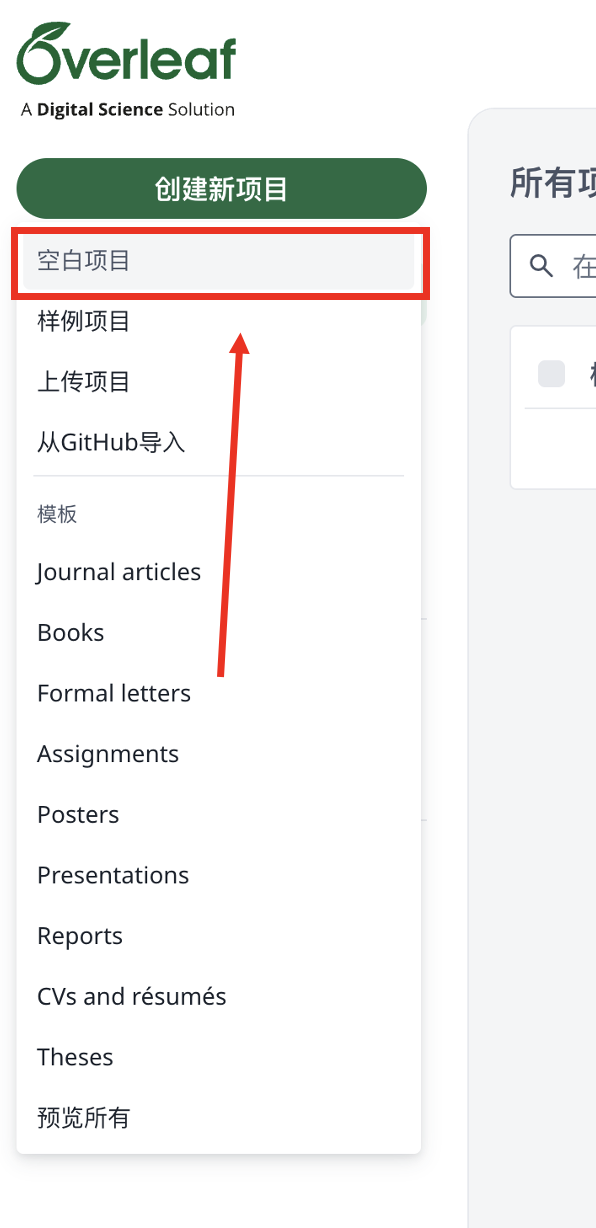 Overleaf
A Digital Science Solution
创建新项目
空白项目
样例项目
上传项目
从GitHub导入
模板
Journal articles
Books
Formal letters
Assignments
Posters
Presentations
Reports
CVs and résumés
Theses
预览所有
所有
在